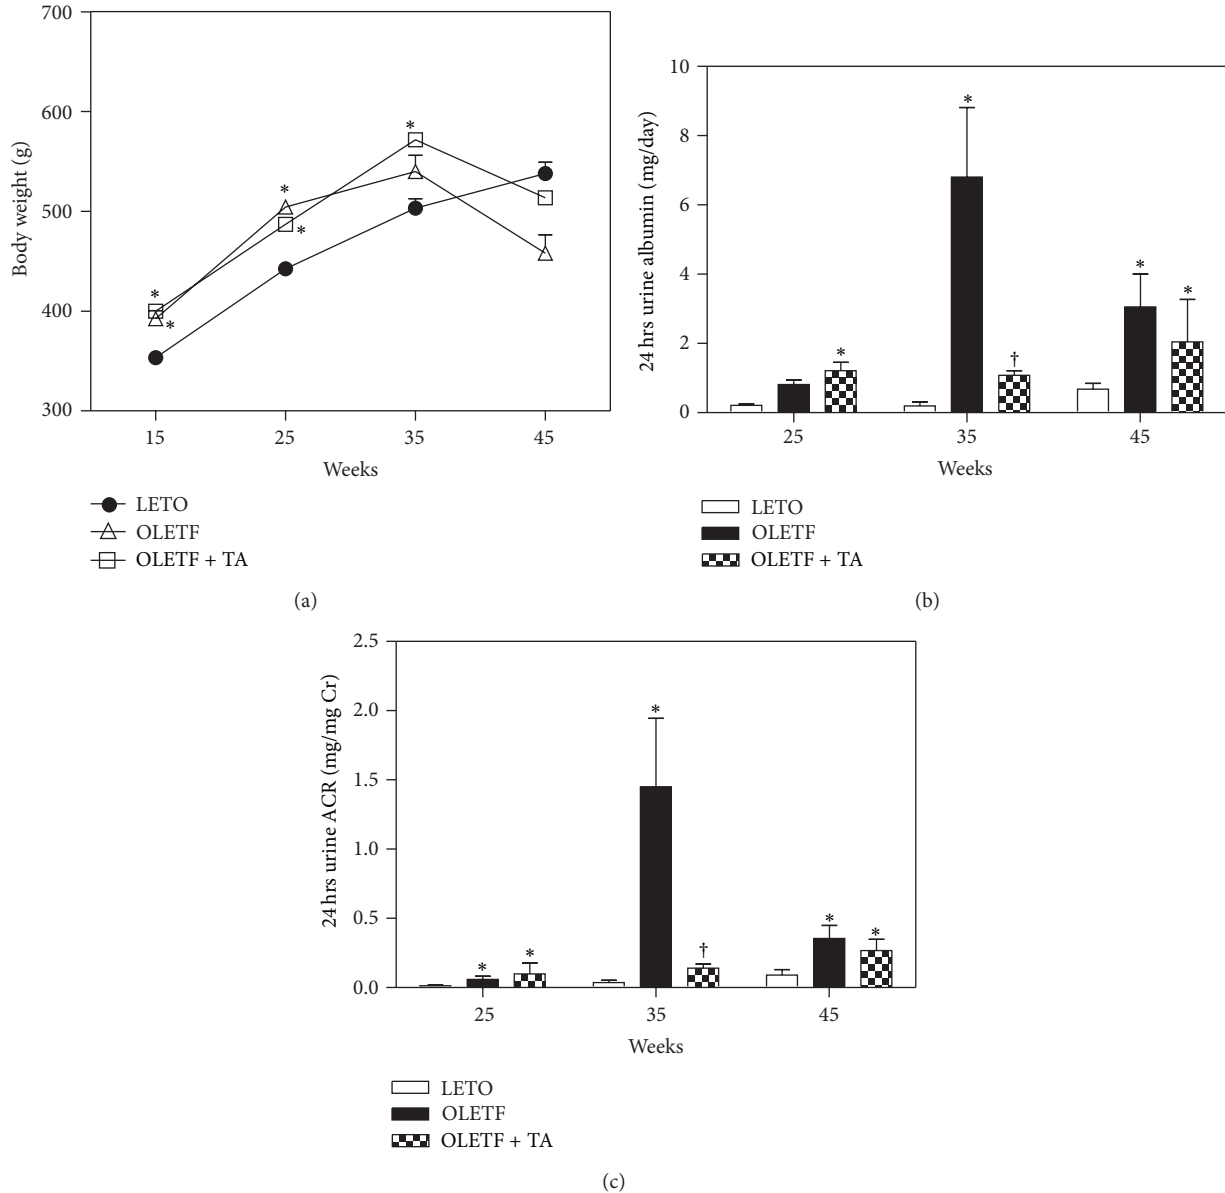 700
600
500
400
300
Body weight (g)
*
*
*
*
*
15
25
35
45
Weeks
LETO
OLETF
OLETF + TA
(a)
10
8
6
4
2
0
24 hrs urine albumin (mg/day)
*
*
†
*
*
25
35
45
Weeks
LETO
OLETF
OLETF + TA
(b)
2.5
2.0
1.5
1.0
0.5
0.0
24 hrs urine ACR (mg/mg Cr)
*
*
*
†
*
*
25
35
45
Weeks
LETO
OLETF
OLETF + TA
(c)